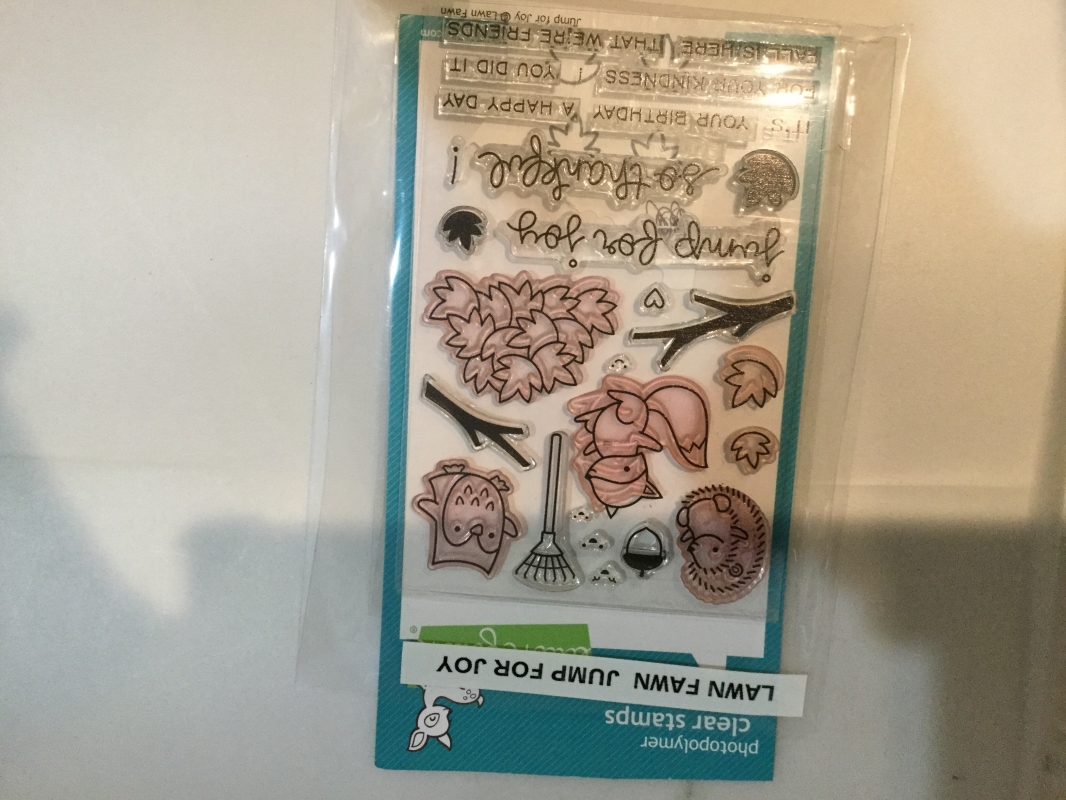 photopolymer
clear stamps
LAWN FAWN JUMP FOR JOY
jump for joy
so thankful !
IT'S YOUR BIRTHDAY A HAPPY DAY
FOR YOUR KINDNESS ! YOU DID IT
FALL IS HERE THAT WE'RE FRIENDS
Jump for Joy © Lawn Fawn